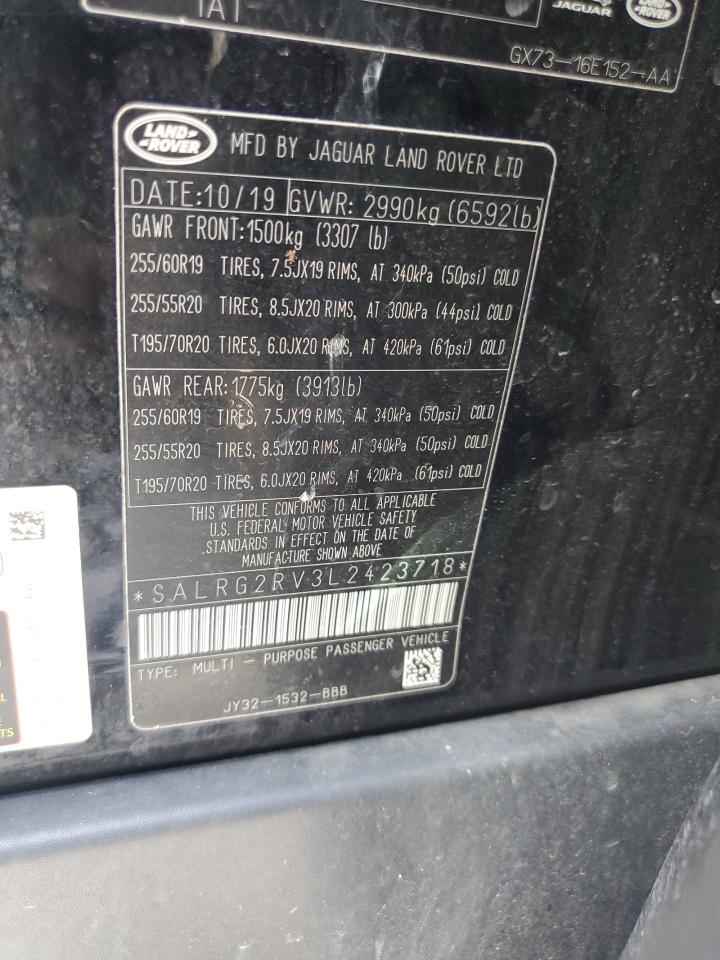 JAGUAR
LAND ROVER
GX73-16E152-AA
LAND ROVER
MFD BY JAGUAR LAND ROVER LTD
DATE:10/19 GVWR: 2990kg (6592lb)
GAWR FRONT:1500kg (3307 lb)
255/60R19 TIRES, 7.5JX19 RIMS, AT 340kPa (50psi) COLD
255/55R20 TIRES, 8.5JX20 RIMS, AT 300kPa (44psi) COLD
T195/70R20 TIRES, 6.0JX20 RIMS, AT 420kPa (61psi) COLD
GAWR REAR:1775kg (3913lb)
255/60R19 TIRES, 7.5JX19 RIMS, AT 340kPa (50psi) COLD
255/55R20 TIRES, 8.5JX20 RIMS, AT 340kPa (50psi) COLD
T195/70R20 TIRES, 6.0JX20 RIMS, AT 420kPa (61psi) COLD
THIS VEHICLE CONFORMS TO ALL APPLICABLE
U.S. FEDERAL MOTOR VEHICLE SAFETY
STANDARDS IN EFFECT ON THE DATE OF
MANUFACTURE SHOWN ABOVE
*SALRG2RV3L2423718*
TYPE: MULTI - PURPOSE PASSENGER VEHICLE
JY32-1532-BBB